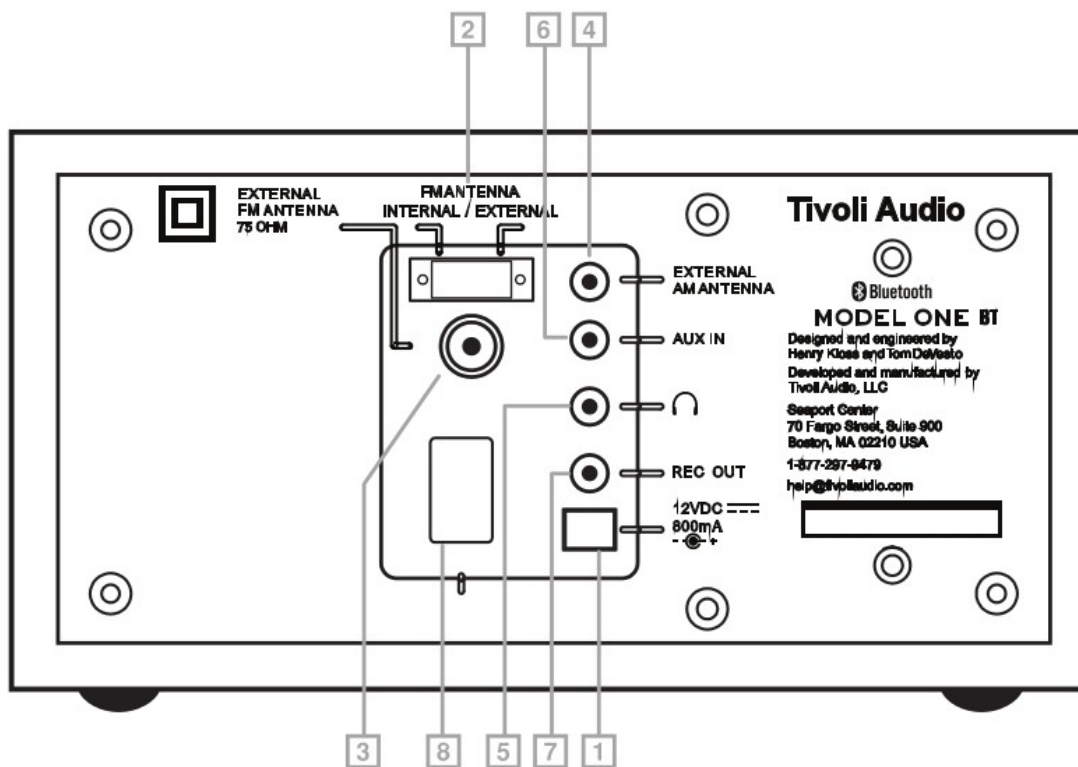 2
6
4
EXTERNAL
FM ANTENNA
75 OHM
FM ANTENNA
INTERNAL / EXTERNAL
EXTERNAL
AM ANTENNA
AUX IN
REC OUT
12VDC
800mA
- +
Tivoli Audio
Bluetooth
MODEL ONE BT
Designed and engineered by
Henry Kloss and Tom DeVesto
Developed and manufactured by
Tivoli Audio, LLC
Seaport Center
70 Fargo Street, Suite 900
Boston, MA 02210 USA
1-877-297-9479
help@tivoliaudio.com
3
8
5
7
1